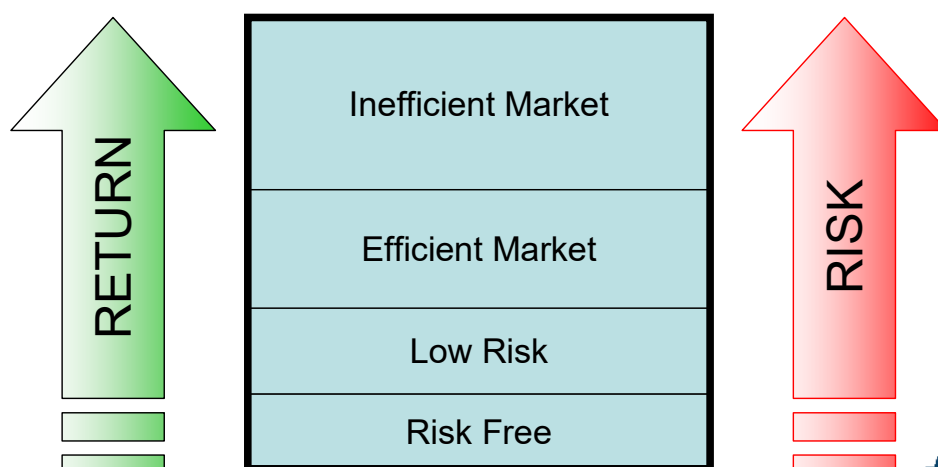 RETURN
Inefficient Market
Efficient Market
Low Risk
Risk Free
RISK